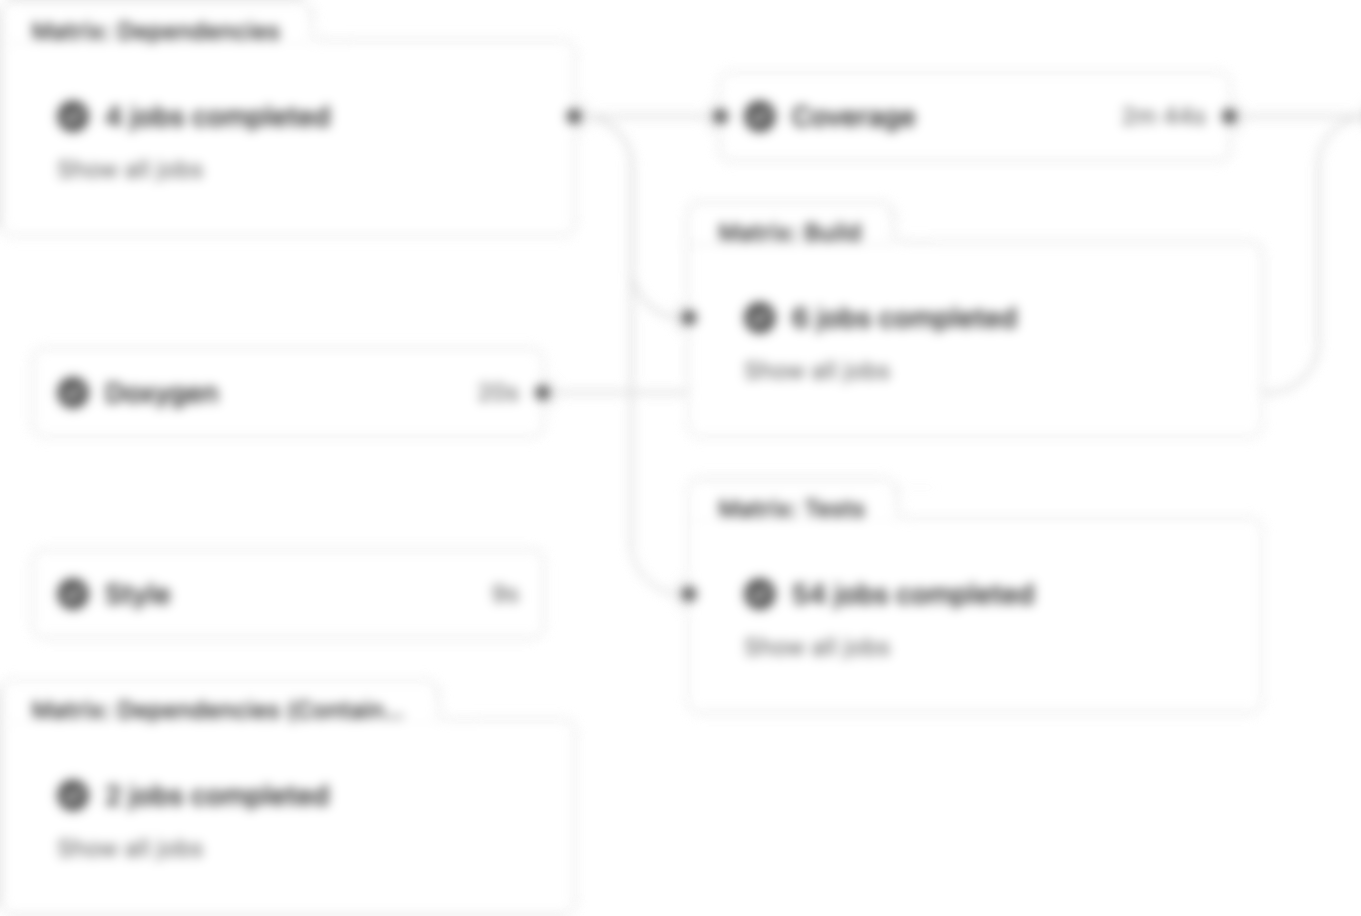 Matrix: Dependencies
4 jobs completed
Show all jobs
Coverage
2m 44s
Matrix: Build
6 jobs completed
Show all jobs
Doxygen
20s
Matrix: Tests
54 jobs completed
Show all jobs
Style
9s
Matrix: Dependencies (Contain...
2 jobs completed
Show all jobs